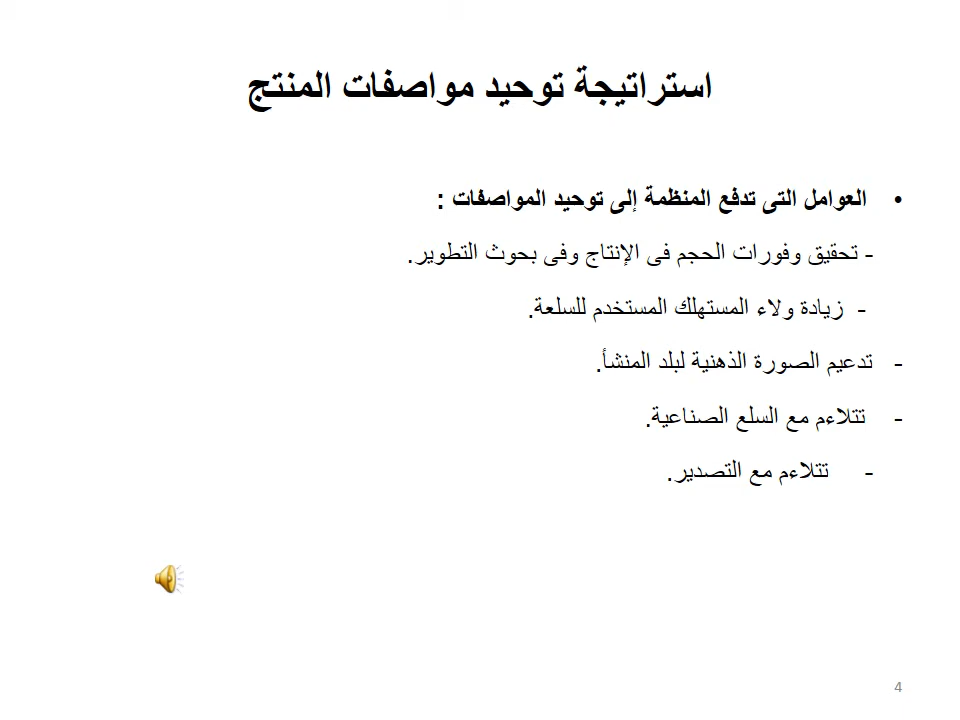 استراتيجة توحيد مواصفات المنتج
• العوامل التى تدفع المنظمة إلى توحيد المواصفات :
- تحقيق وفورات الحجم فى الإنتاج وفى بحوث التطوير.
- زيادة ولاء المستهلك المستخدم للسلعة.
- تدعيم الصورة الذهنية لبلد المنشأ.
- تتلاءم مع السلع الصناعية.
- تتلاءم مع التصدير.
4